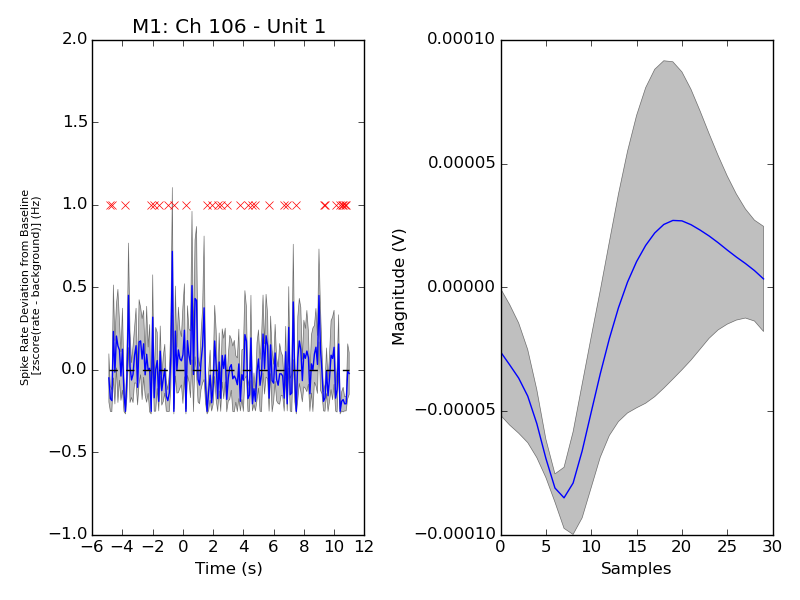 M1: Ch 106 - Unit 1
2.0
1.5
1.0
0.5
0.0
−0.5
−1.0
−6 −4 −2 0 2 4 6 8 10 12
Time (s)
Spike Rate Deviation from Baseline
[zscore(rate - background)] (Hz)
0.00010
0.00005
0.00000
−0.00005
−0.00010
0 5 10 15 20 25 30
Samples
Magnitude (V)